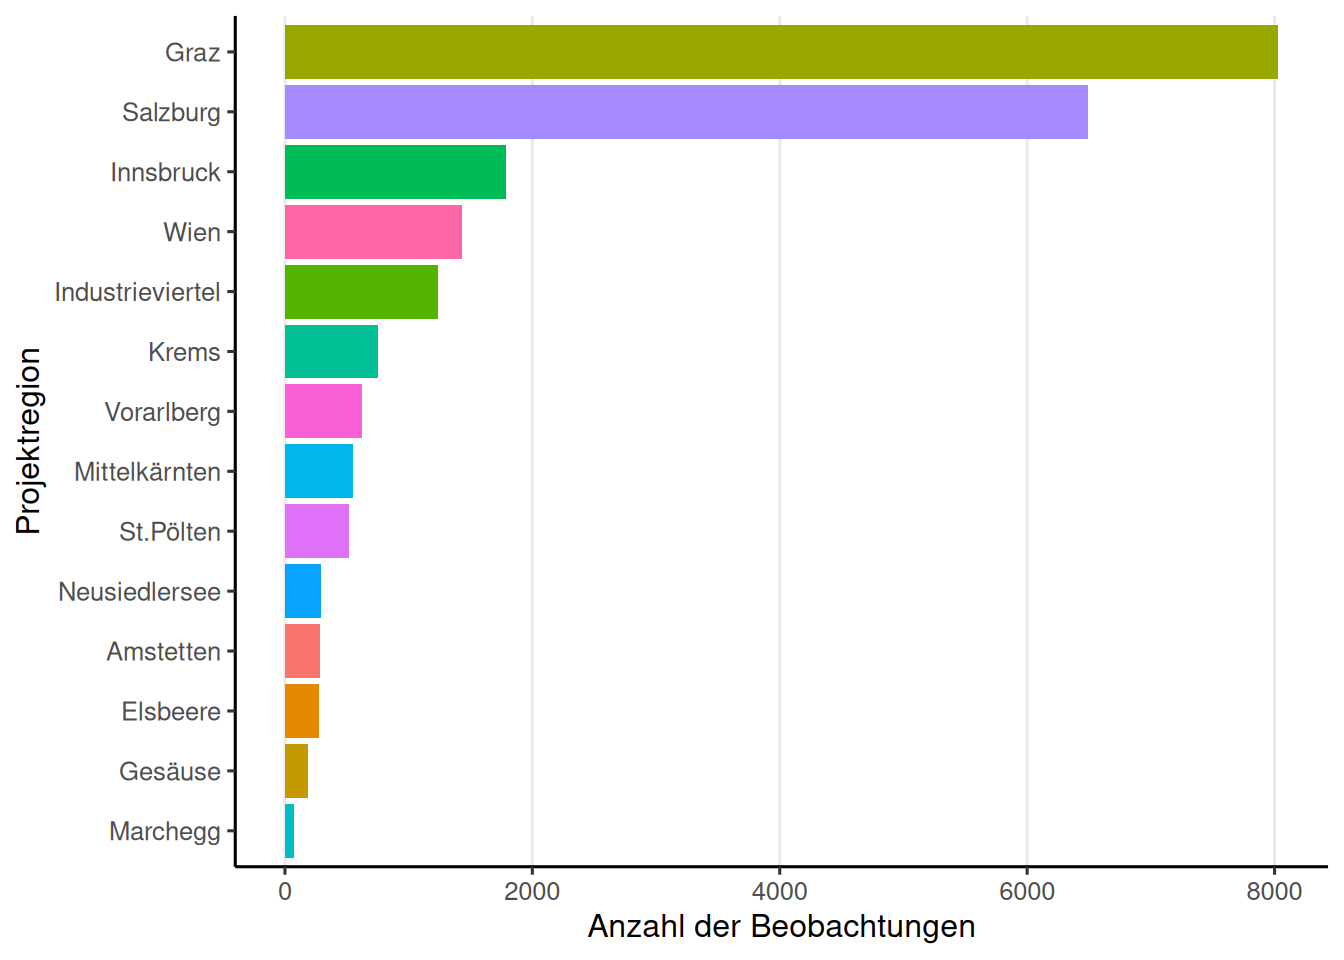 Graz
Salzburg
Innsbruck
Wien
Industrieviertel
Krems
Vorarlberg
Mittelkärnten
St.Pölten
Neusiedlersee
Amstetten
Elsbeere
Gesäuse
Marchegg
Projektregion
0 2000 4000 6000 8000
Anzahl der Beobachtungen